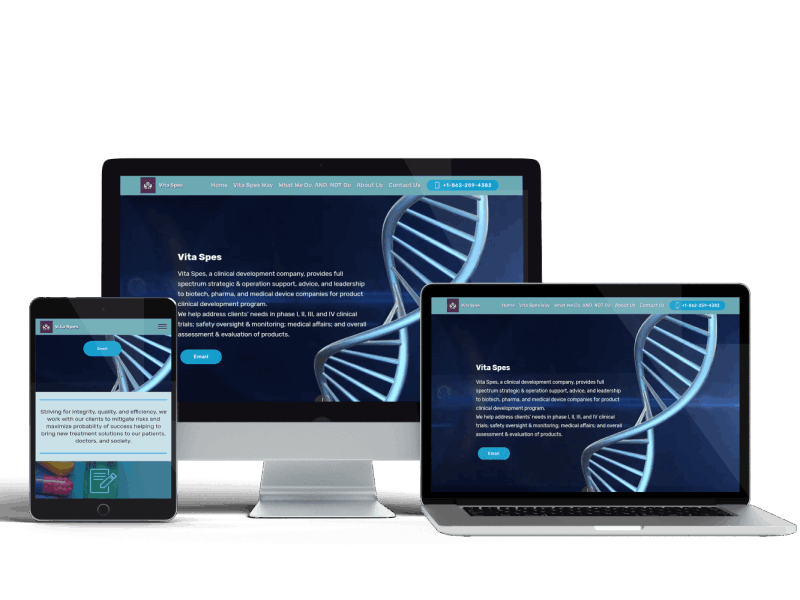 Vita Spes
Home Vita Spes Way What We Do, AND, NOT Do About Us Contact Us +1-862-259-4382
Vita Spes
Vita Spes, a clinical development company, provides full
spectrum strategic & operation support, advice, and leadership
to biotech, pharma, and medical device companies for product
clinical development program.
We help address clients' needs in phase I, II, III, and IV clinical
trials; safety oversight & monitoring; medical affairs; and overall
assessment & evaluation of products.
Email
Vita Spes
Email
Striving for integrity, quality, and efficiency, we
work with our clients to mitigate risks and
maximize probability of success helping to
bring new treatment solutions to our patients,
doctors, and society.
Vita Spes
Home Vita Spes Way What We Do, AND, NOT Do About Us Contact Us +1-862-259-4382
Vita Spes
Vita Spes, a clinical development company, provides full
spectrum strategic & operation support, advice, and leadership
to biotech, pharma, and medical device companies for product
clinical development program.
We help address clients' needs in phase I, II, III, and IV clinical
trials; safety oversight & monitoring; medical affairs; and overall
assessment & evaluation of products.
Email